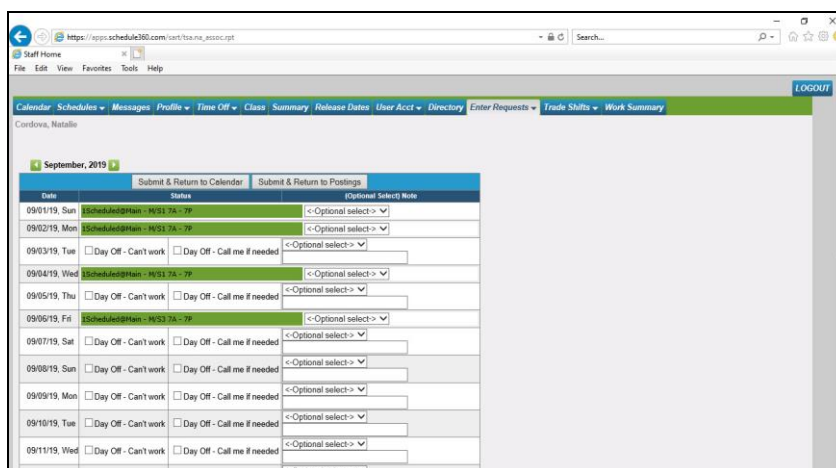 https://apps.schedule360.com/sart/tsa.na_assoc.rpt
Search...
Staff Home
File Edit View Favorites Tools Help
LOGOUT
Calendar Schedules Messages Profile Time Off Class Summary Release Dates User Acct Directory Enter Requests Trade Shifts Work Summary
Cordova, Natalie
September, 2019
Submit & Return to Calendar Submit & Return to Postings
Date Status (Optional Select) Note
09/01/19, Sun 1Scheduled@Main - M/S1 7A - 7P <-Optional select->
09/02/19, Mon 1Scheduled@Main - M/S1 7A - 7P <-Optional select->
09/03/19, Tue Day Off - Can't work Day Off - Call me if needed <-Optional select->
09/04/19, Wed 1Scheduled@Main - M/S1 7A - 7P <-Optional select->
09/05/19, Thu Day Off - Can't work Day Off - Call me if needed <-Optional select->
09/06/19, Fri 1Scheduled@Main - M/S3 7A - 7P <-Optional select->
09/07/19, Sat Day Off - Can't work Day Off - Call me if needed <-Optional select->
09/08/19, Sun Day Off - Can't work Day Off - Call me if needed <-Optional select->
09/09/19, Mon Day Off - Can't work Day Off - Call me if needed <-Optional select->
09/10/19, Tue Day Off - Can't work Day Off - Call me if needed <-Optional select->
09/11/19, Wed Day Off - Can't work Day Off - Call me if needed <-Optional select->